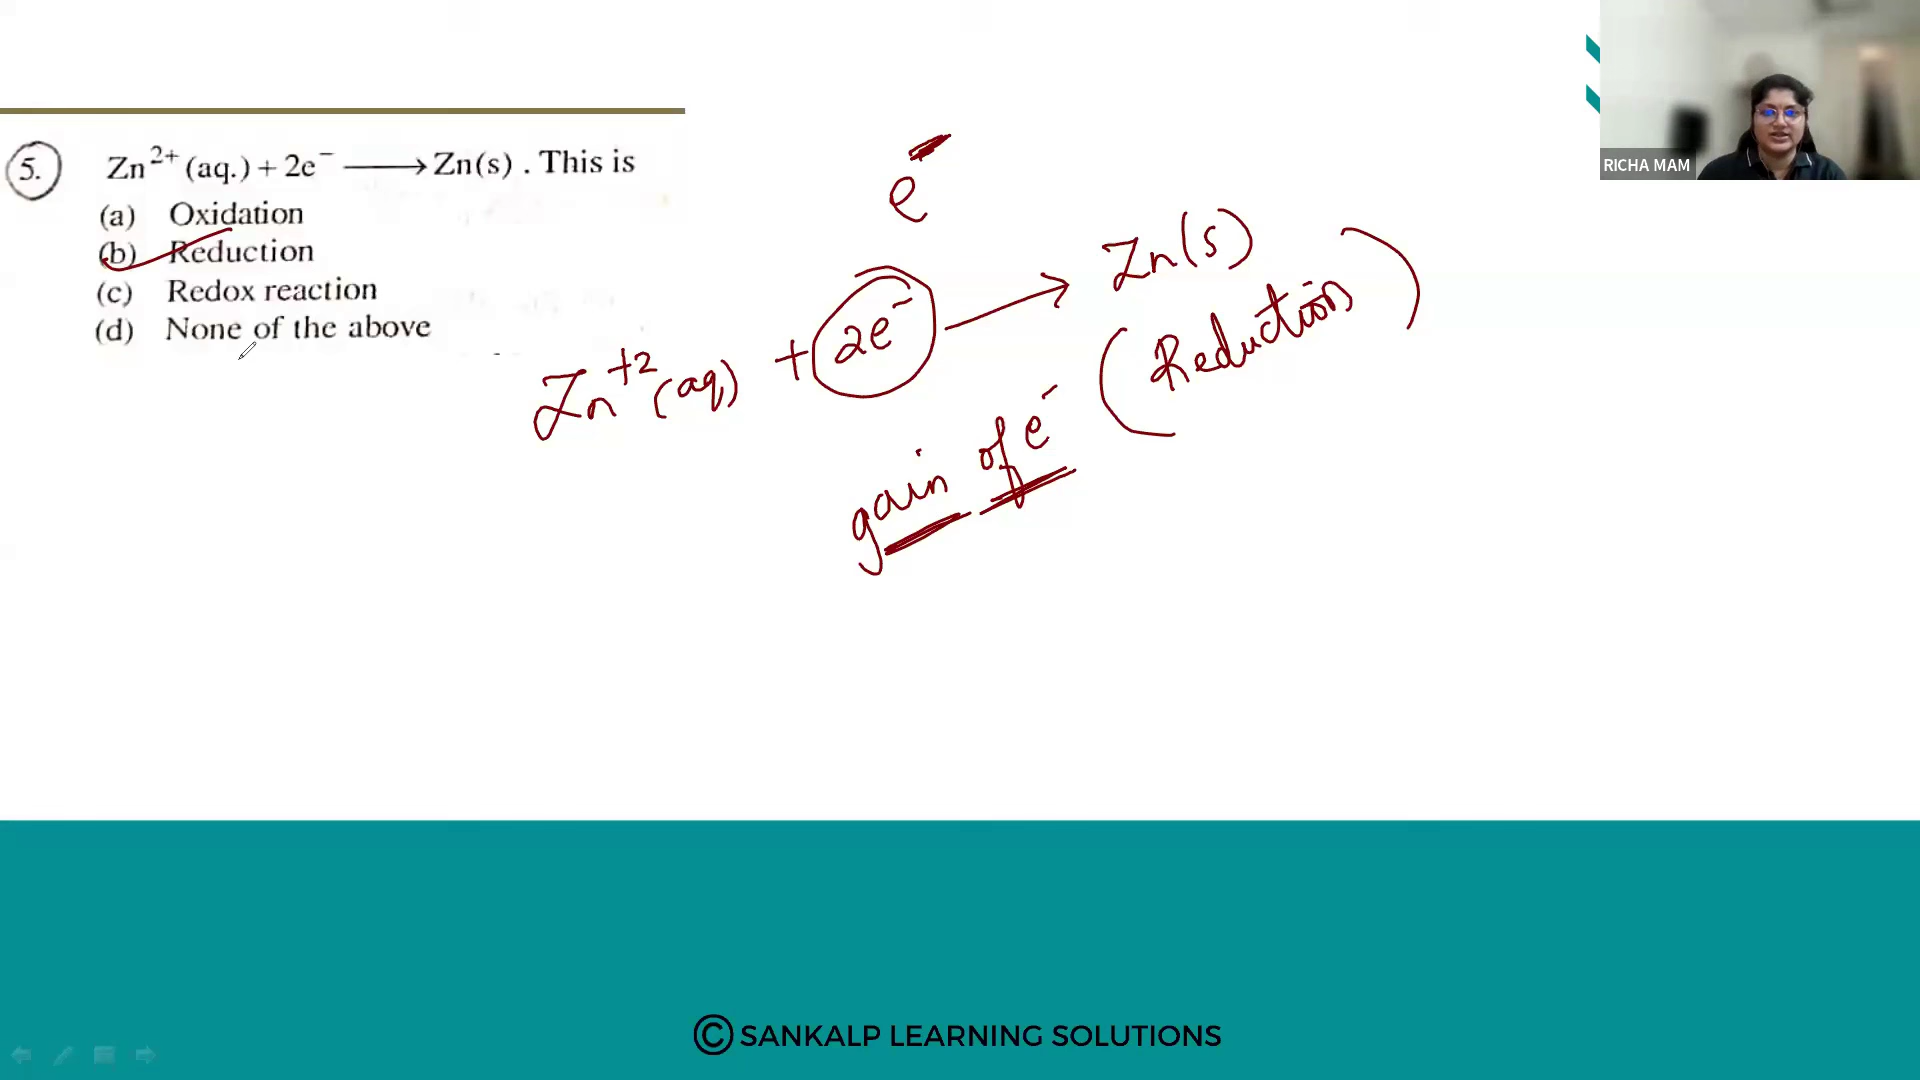 5. Zn²⁺ (aq.) + 2e⁻ ⟶ Zn(s) . This is
(a) Oxidation
(b) Reduction
(c) Redox reaction
(d) None of the above
e⁻
Zn⁺² (aq) + 2e⁻ ⟶ Zn(s)
(Reduction)
gain of e⁻
RICHA MAM
© SANKALP LEARNING SOLUTIONS